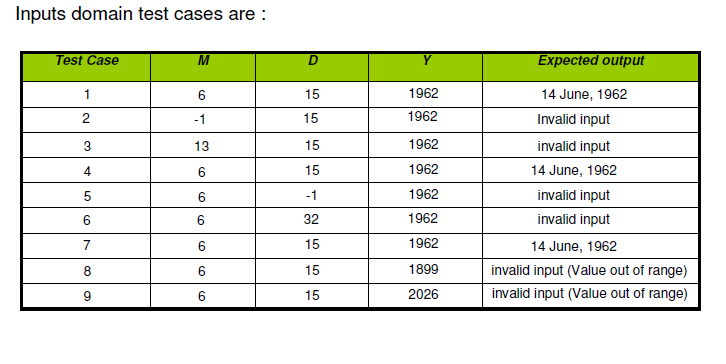 Inputs domain test cases are :
Test Case M D Y Expected output
1 6 15 1962 14 June, 1962
2 -1 15 1962 Invalid input
3 13 15 1962 invalid input
4 6 15 1962 14 June, 1962
5 6 -1 1962 invalid input
6 6 32 1962 invalid input
7 6 15 1962 14 June, 1962
8 6 15 1899 invalid input (Value out of range)
9 6 15 2026 invalid input (Value out of range)